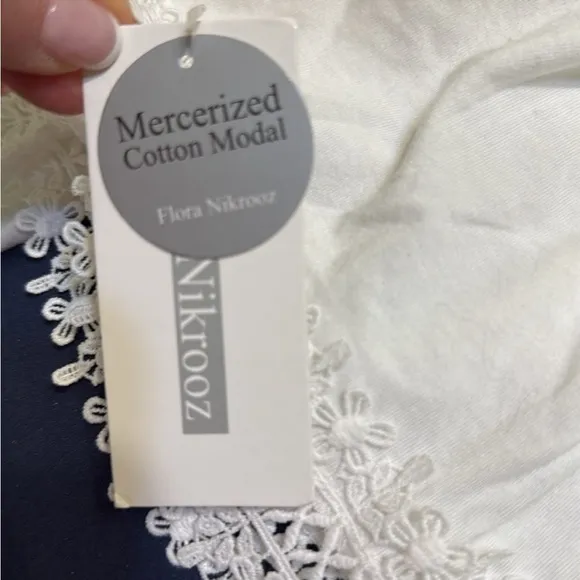 Mercerized
Cotton Modal
Flora Nikrooz
Nikrooz